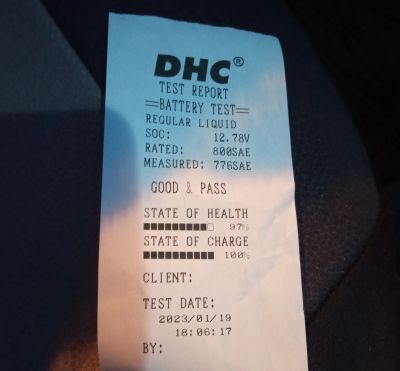 DHC®
TEST REPORT
==BATTERY TEST==
REGULAR LIQUID
SOC: 12.78V
RATED: 800SAE
MEASURED: 776SAE
GOOD & PASS
STATE OF HEALTH
97%
STATE OF CHARGE
100%
CLIENT:
TEST DATE:
2023/01/19
18:06:17
BY: